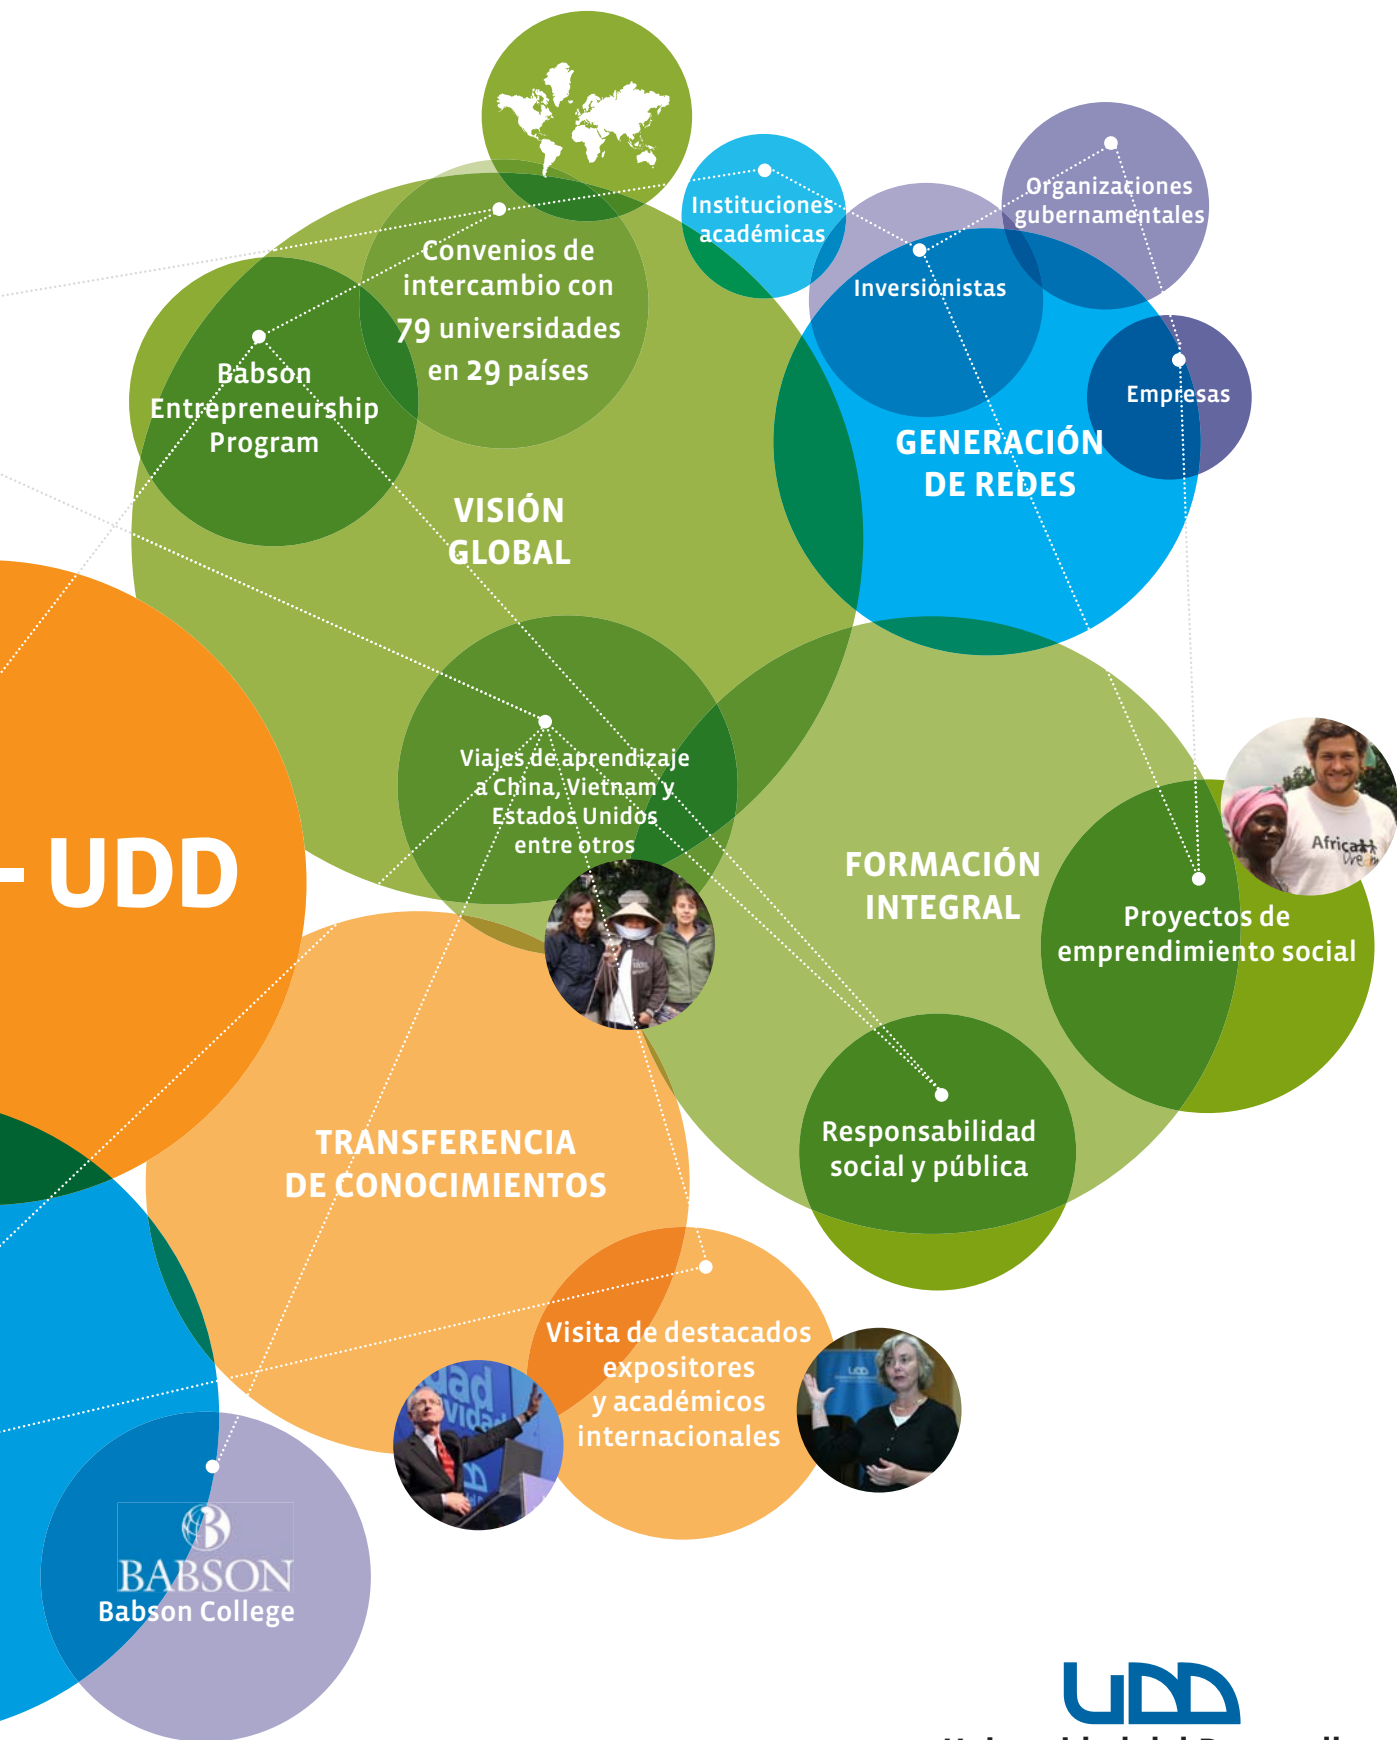 Instituciones
académicas
Organizaciones
gubernamentales
Inversionistas
Empresas
GENERACIÓN
DE REDES
Convenios de
intercambio con
79 universidades
en 29 países
Babson
Entrepreneurship
Program
VISIÓN
GLOBAL
Viajes de aprendizaje
a China, Vietnam y
Estados Unidos
entre otros
- UDD
FORMACIÓN
INTEGRAL
Africa
Proyectos de
emprendimiento social
Responsabilidad
social y pública
TRANSFERENCIA
DE CONOCIMIENTOS
Visita de destacados
expositores
y académicos
internacionales
UDD
BABSON
Babson College
UDD